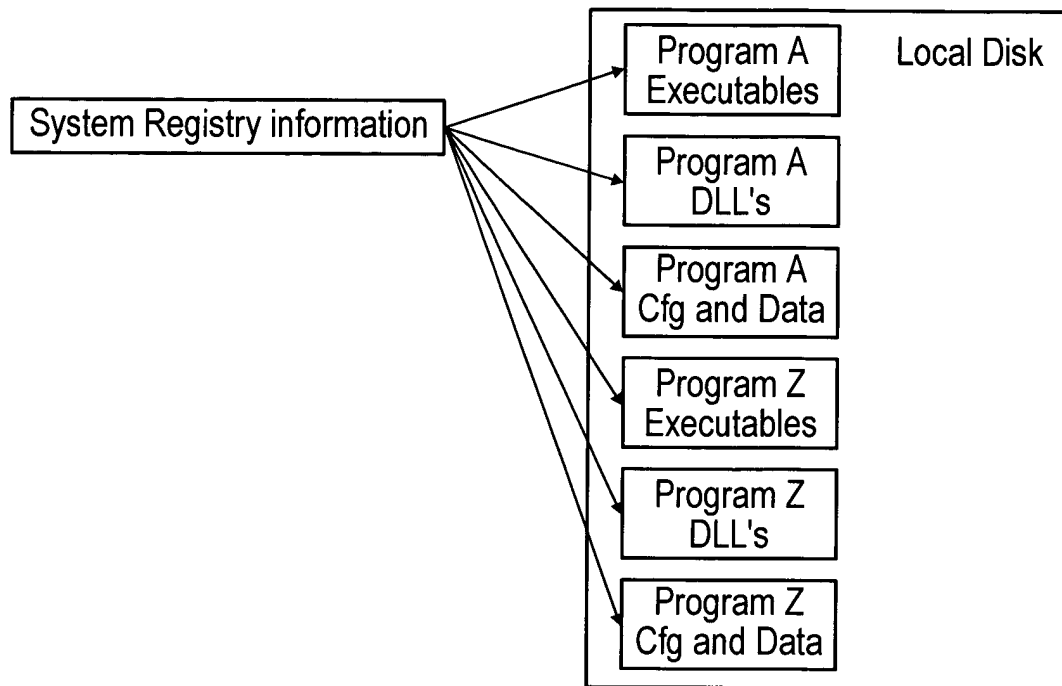 Program A
Executables
Local Disk
System Registry information
Program A
DLL's
Program A
Cfg and Data
Program Z
Executables
Program Z
DLL's
Program Z
Cfg and Data